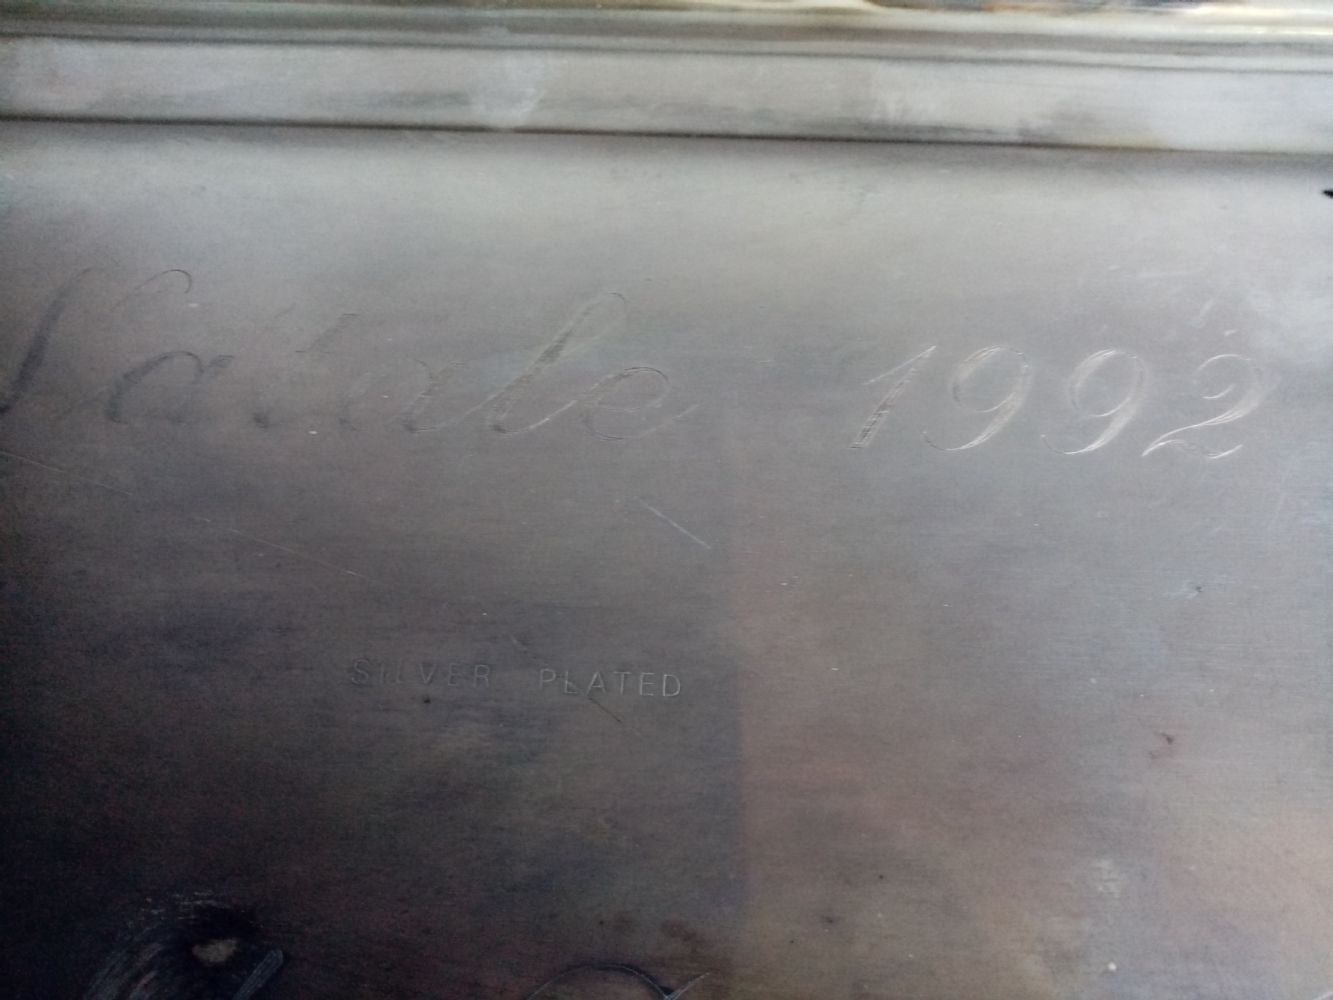 Natale 1992
SILVER PLATED